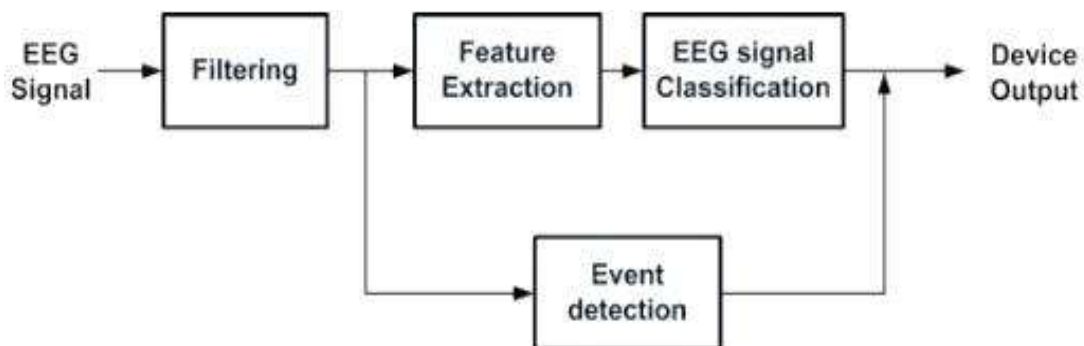 EEG
Signal
Filtering
Feature
Extraction
EEG signal
Classification
Device
Output
Event
detection